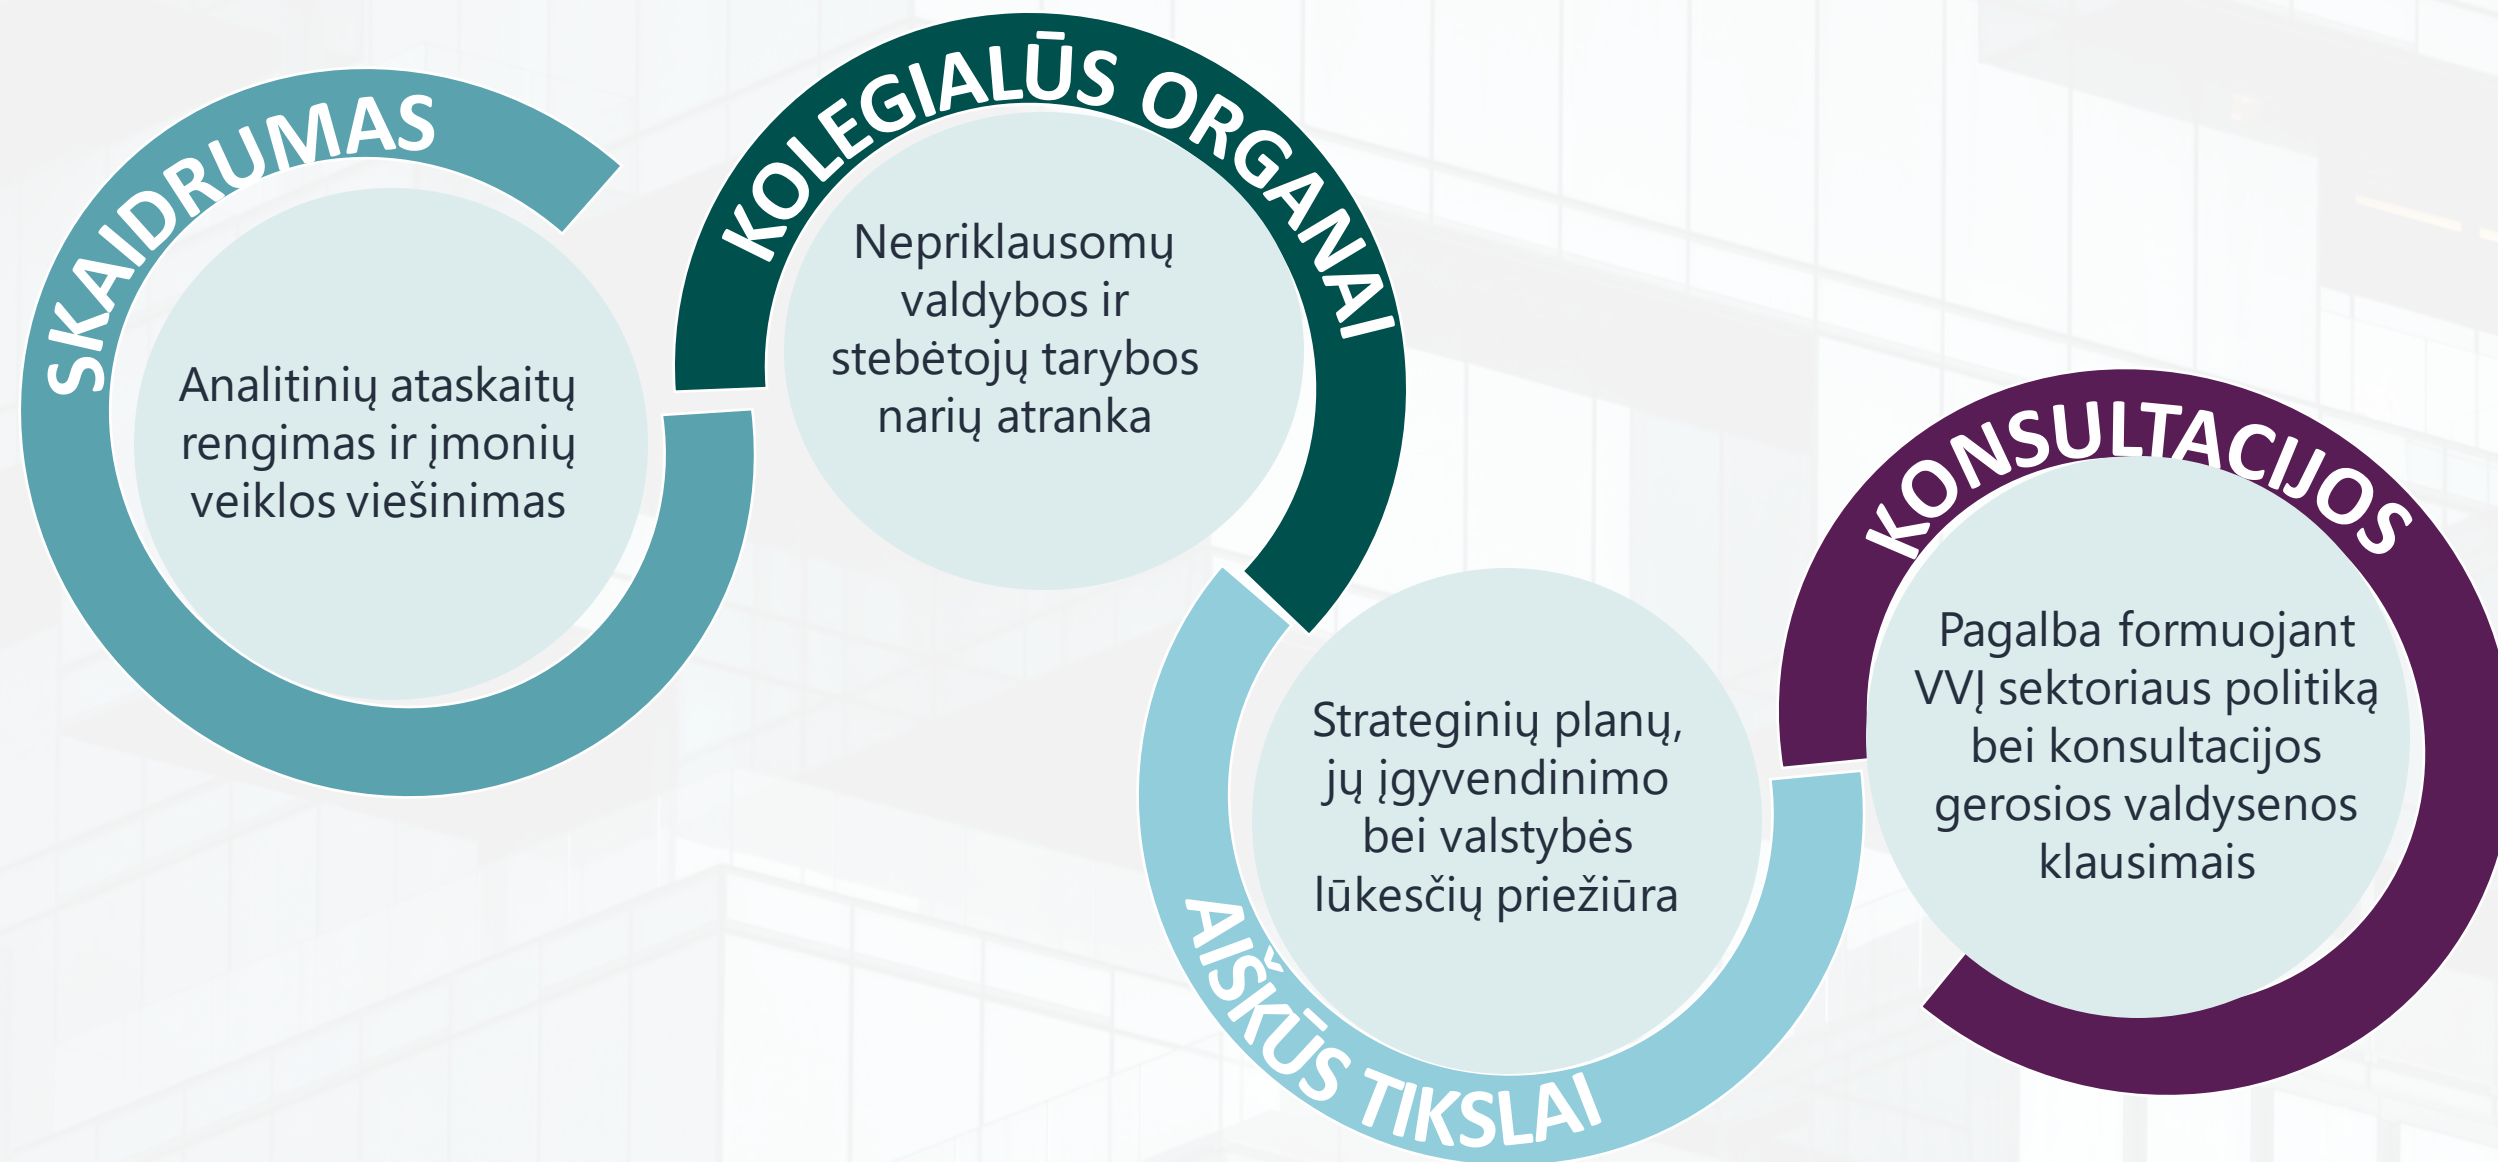 SKAIDRUMAS
Analitinių ataskaitų
rengimas ir įmonių
veiklos viešinimas
KOLEGIALŪS ORGANAI
Nepriklausomų
valdybos ir
stebėtojų tarybos
narių atranka
AIŠKŪS TIKSLAI
Strateginių planų,
jų įgyvendinimo
bei valstybės
lūkesčių priežiūra
KONSULTACIJOS
Pagalba formuojant
VVĮ sektoriaus politiką
bei konsultacijos
gerosios valdysenos
klausimais